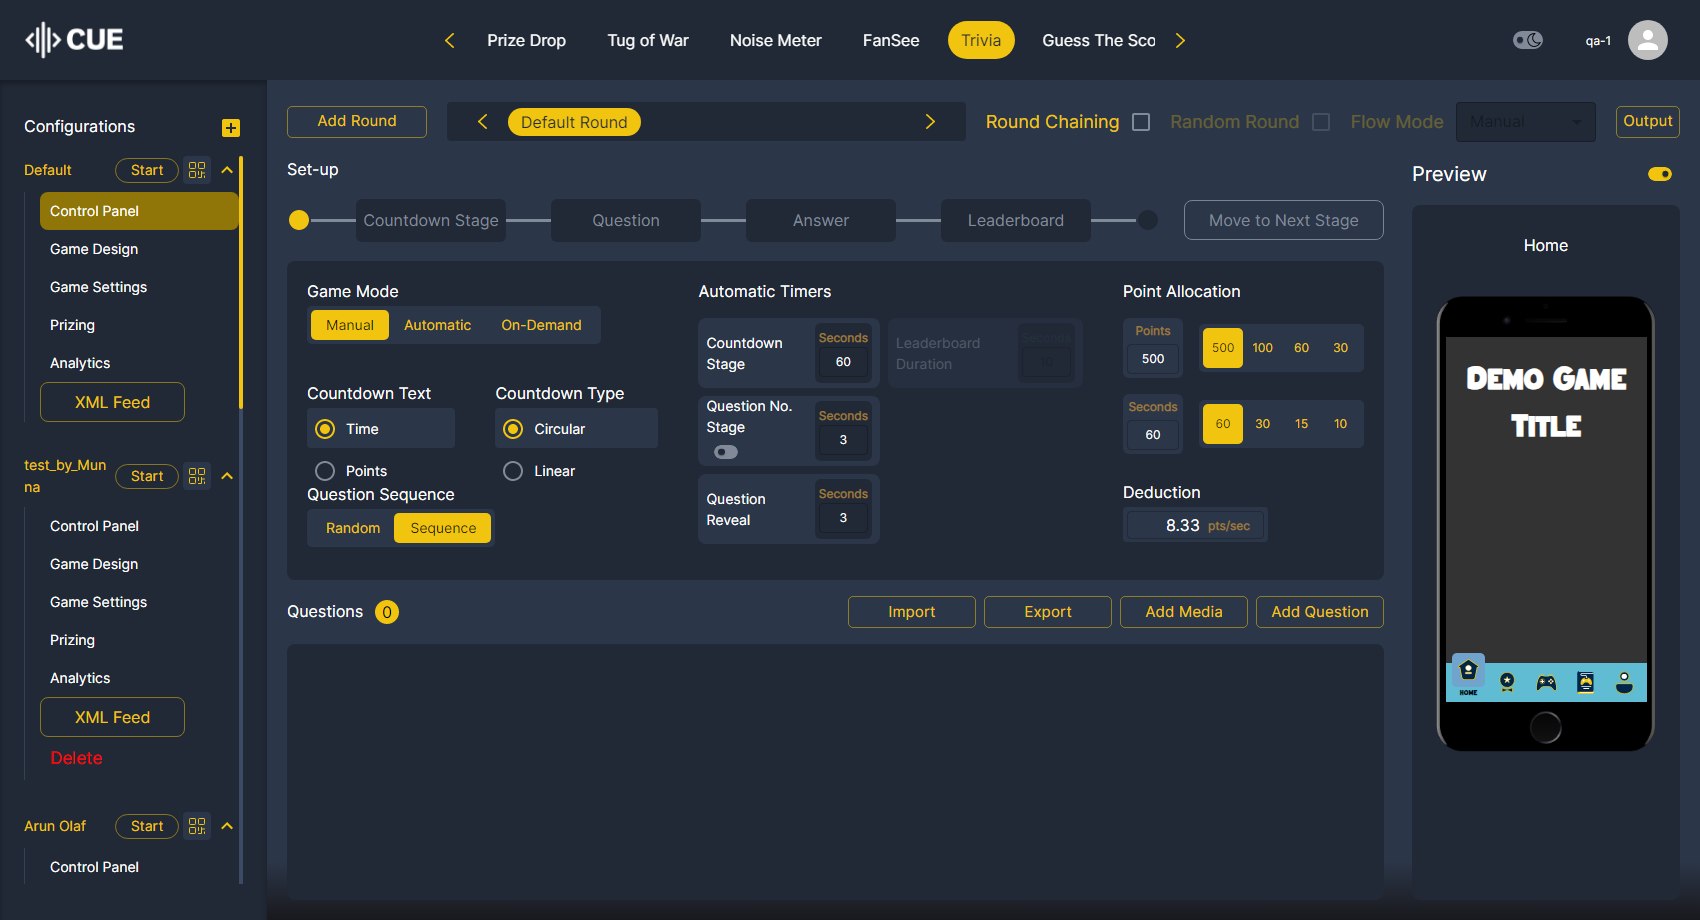 CUE
Prize Drop
Tug of War
Noise Meter
FanSee
Trivia
Guess The Sco
qa-1
Configurations
Default
Start
Control Panel
Game Design
Game Settings
Prizing
Analytics
XML Feed
test_by_Mun
na
Start
Control Panel
Game Design
Game Settings
Prizing
Analytics
XML Feed
Delete
Arun Olaf
Start
Control Panel
Add Round
Default Round
Round Chaining
Random Round
Flow Mode
Manual
Output
Set-up
Countdown Stage
Question
Answer
Leaderboard
Move to Next Stage
Game Mode
Manual
Automatic
On-Demand
Countdown Text
Time
Points
Countdown Type
Circular
Linear
Question Sequence
Random
Sequence
Automatic Timers
Countdown
Stage
Seconds
60
Leaderboard
Duration
Seconds
10
Question No.
Stage
Seconds
3
Question
Reveal
Seconds
3
Point Allocation
Points
500
500
100
60
30
Seconds
60
60
30
15
10
Deduction
8.33 pts/sec
Questions 0
Import
Export
Add Media
Add Question
Preview
Home
Demo Game
Title
HOME